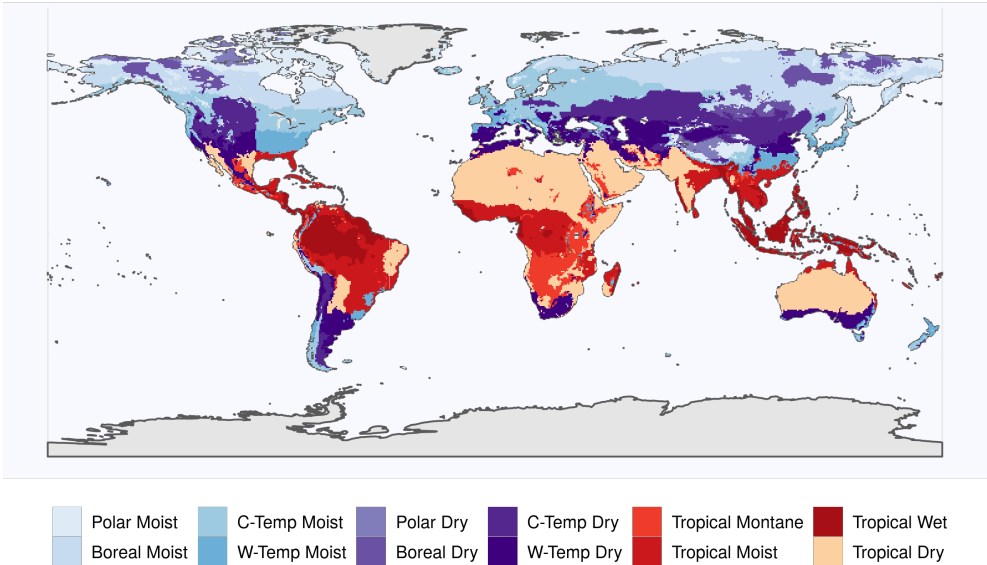 Polar Moist C-Temp Moist Polar Dry C-Temp Dry Tropical Montane Tropical Wet
Boreal Moist W-Temp Moist Boreal Dry W-Temp Dry Tropical Moist Tropical Dry